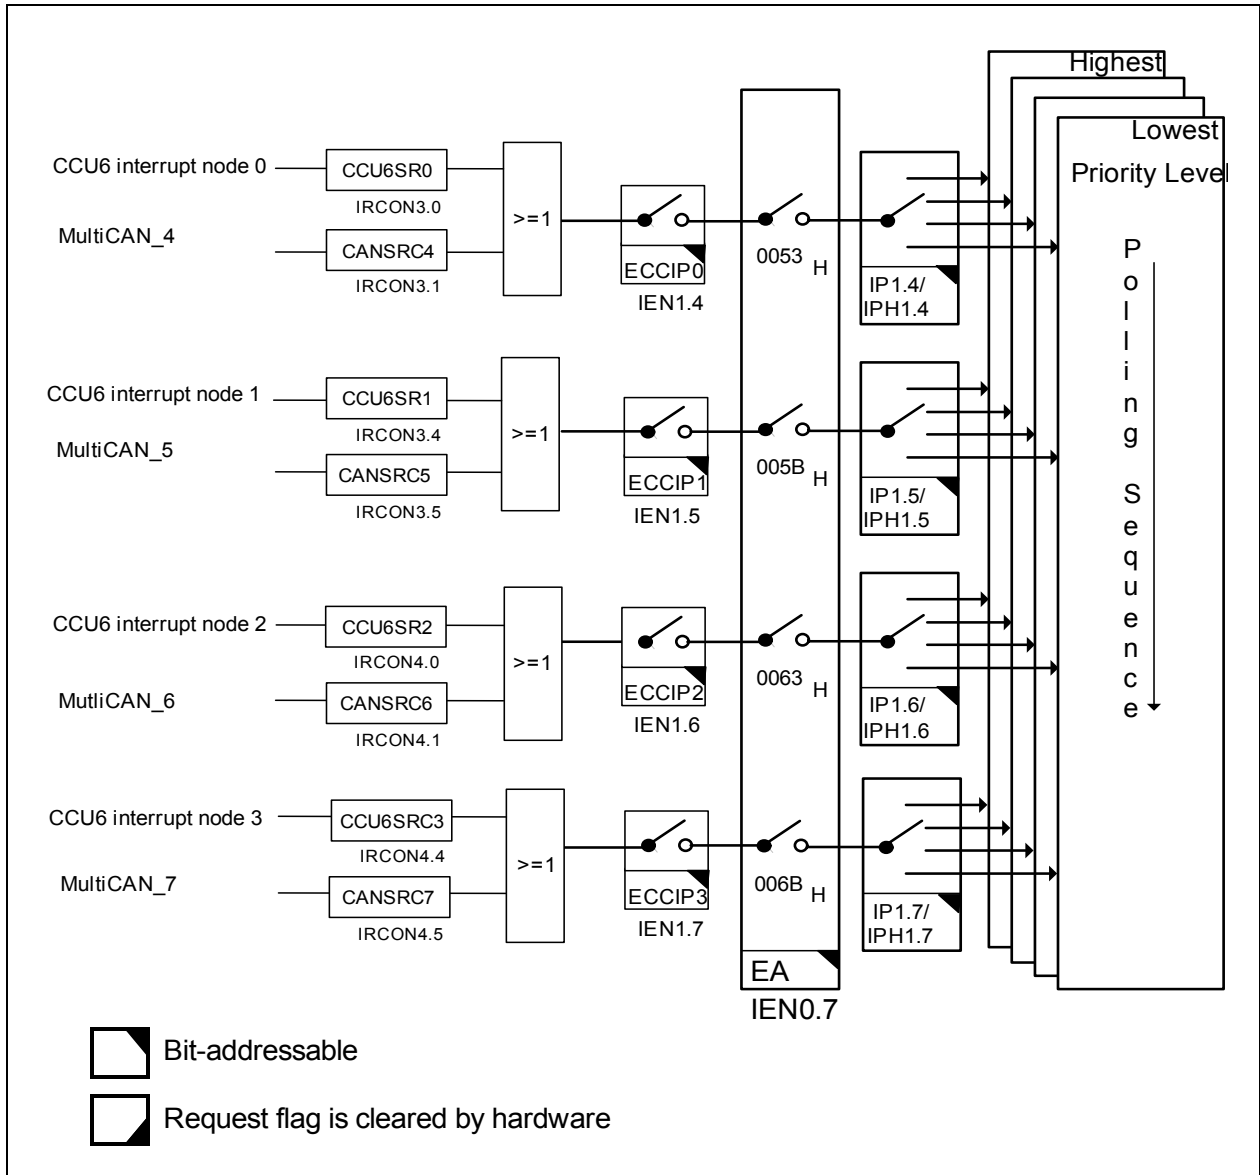 Highest
Lowest
Priority Level
Polling Sequence
CCU6 interrupt node 0
CCU6SR0
IRCON3.0
MultiCAN_4
CANSRC4
IRCON3.1
>=1
ECCIP0
IEN1.4
0053 H
IP1.4/
IPH1.4
CCU6 interrupt node 1
CCU6SR1
IRCON3.4
MultiCAN_5
CANSRC5
IRCON3.5
>=1
ECCIP1
IEN1.5
005B H
IP1.5/
IPH1.5
CCU6 interrupt node 2
CCU6SR2
IRCON4.0
MutliCAN_6
CANSRC6
IRCON4.1
>=1
ECCIP2
IEN1.6
0063 H
IP1.6/
IPH1.6
CCU6 interrupt node 3
CCU6SRC3
IRCON4.4
MultiCAN_7
CANSRC7
IRCON4.5
>=1
ECCIP3
IEN1.7
006B H
IP1.7/
IPH1.7
EA
IEN0.7
Bit-addressable
Request flag is cleared by hardware